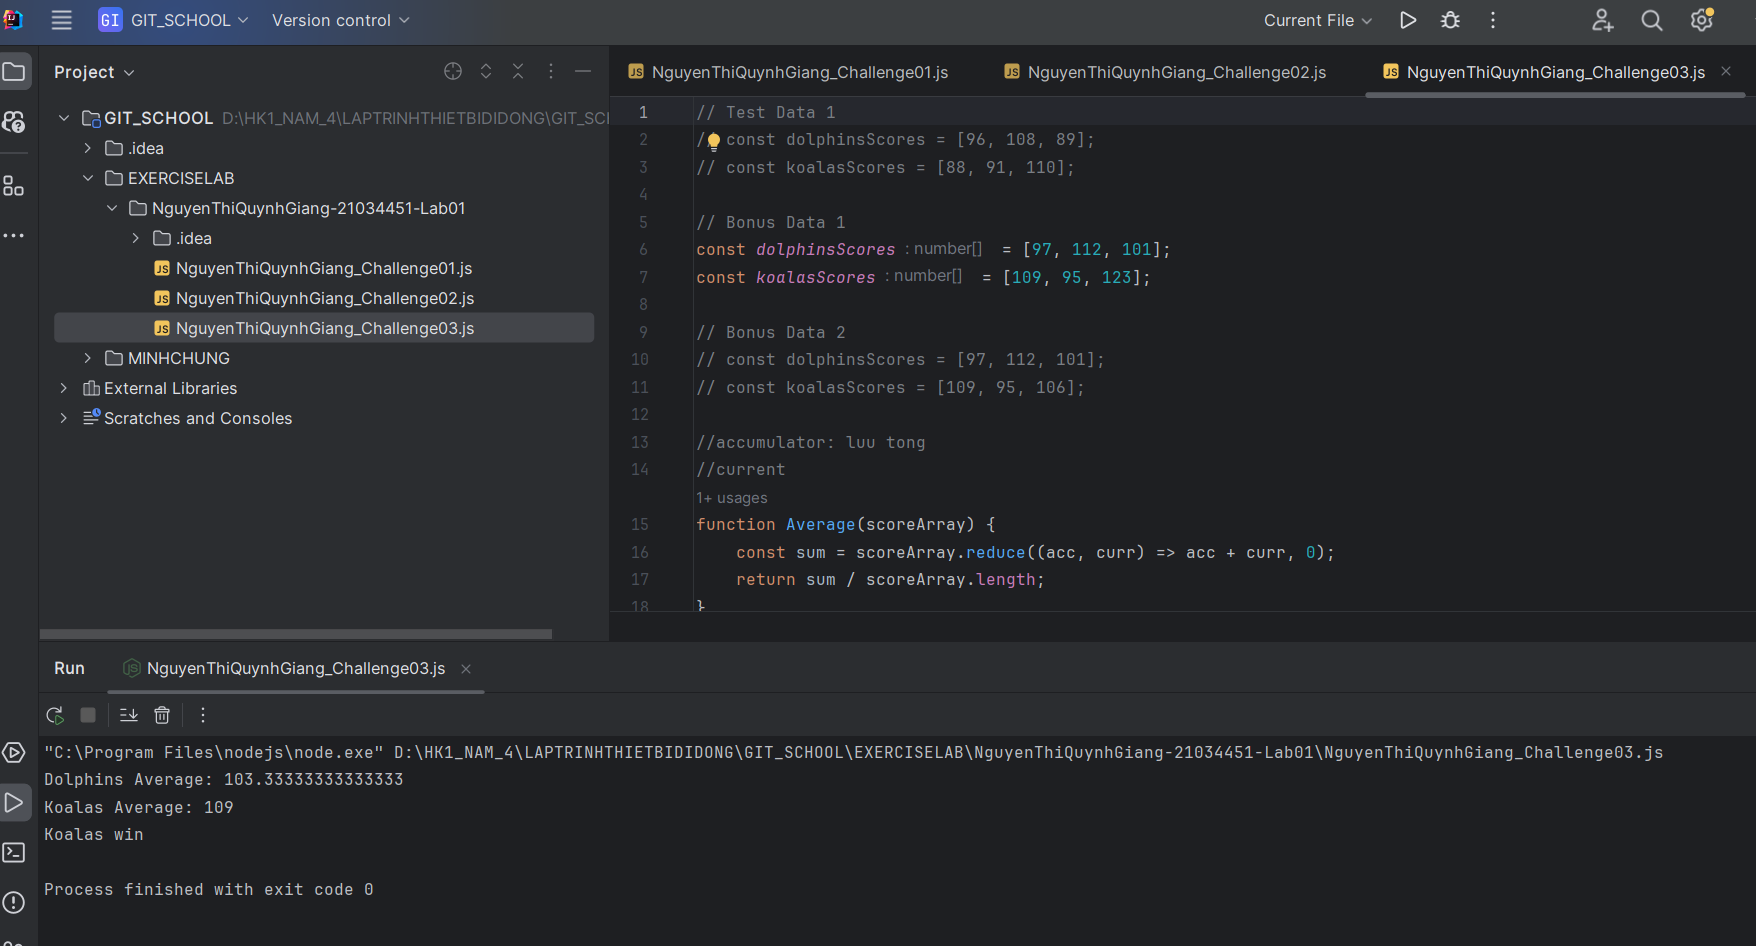 GI GIT_SCHOOL Version control Current File
Project
NguyenThiQuynhGiang_Challenge01.js NguyenThiQuynhGiang_Challenge02.js NguyenThiQuynhGiang_Challenge03.js
GIT_SCHOOL D:\HK1_NAM_4\LAPTRINHTHIETBIDIDONG\GIT_SCI
.idea
EXERCISELAB
NguyenThiQuynhGiang-21034451-Lab01
.idea
NguyenThiQuynhGiang_Challenge01.js
NguyenThiQuynhGiang_Challenge02.js
NguyenThiQuynhGiang_Challenge03.js
MINHCHUNG
External Libraries
Scratches and Consoles
1 // Test Data 1
2 // const dolphinsScores = [96, 108, 89];
3 // const koalasScores = [88, 91, 110];
4
5 // Bonus Data 1
6 const dolphinsScores : number[] = [97, 112, 101];
7 const koalasScores : number[] = [109, 95, 123];
8
9 // Bonus Data 2
10 // const dolphinsScores = [97, 112, 101];
11 // const koalasScores = [109, 95, 106];
12
13 //accumulator: luu tong
14 //current
1+ usages
15 function Average(scoreArray) {
16 const sum = scoreArray.reduce((acc, curr) => acc + curr, 0);
17 return sum / scoreArray.length;
18 }
Run NguyenThiQuynhGiang_Challenge03.js
"C:\Program Files\nodejs\node.exe" D:\HK1_NAM_4\LAPTRINHTHIETBIDIDONG\GIT_SCHOOL\EXERCISELAB\NguyenThiQuynhGiang-21034451-Lab01\NguyenThiQuynhGiang_Challenge03.js
Dolphins Average: 103.33333333333333
Koalas Average: 109
Koalas win
Process finished with exit code 0